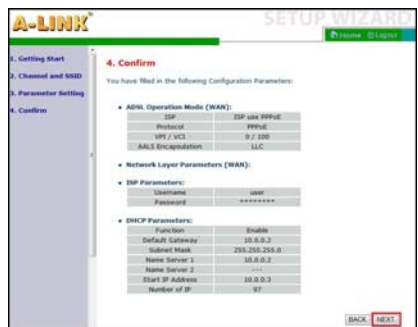 A-LINK
SETUP WIZARD
Home Logout
1. Getting Start
2. Channel and SSID
3. Parameter Setting
4. Confirm
4. Confirm
You have filled in the following Configuration Parameters:
ADSL Operation Mode (WAN):
ISP ISP use PPPoE
Protocol PPPoE
VPI / VCI 0 / 100
AAL5 Encapsulation LLC
Network Layer Parameters (WAN):
ISP Parameters:
Username user
Password ********
DHCP Parameters:
Function Enable
Default Gateway 10.0.0.2
Subnet Mask 255.255.255.0
Name Server 1 10.0.0.2
Name Server 2 ---
Start IP Address 10.0.0.3
Number of IP 97
BACK NEXT